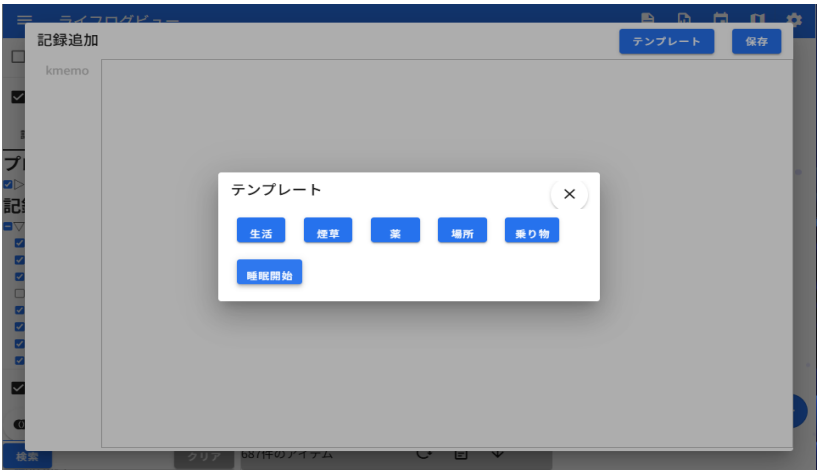 ライフログビュー
記録追加
テンプレート
保存
kmemo
テンプレート
生活
煙草
薬
場所
乗り物
睡眠開始
検索
クリア
687件のアイテム